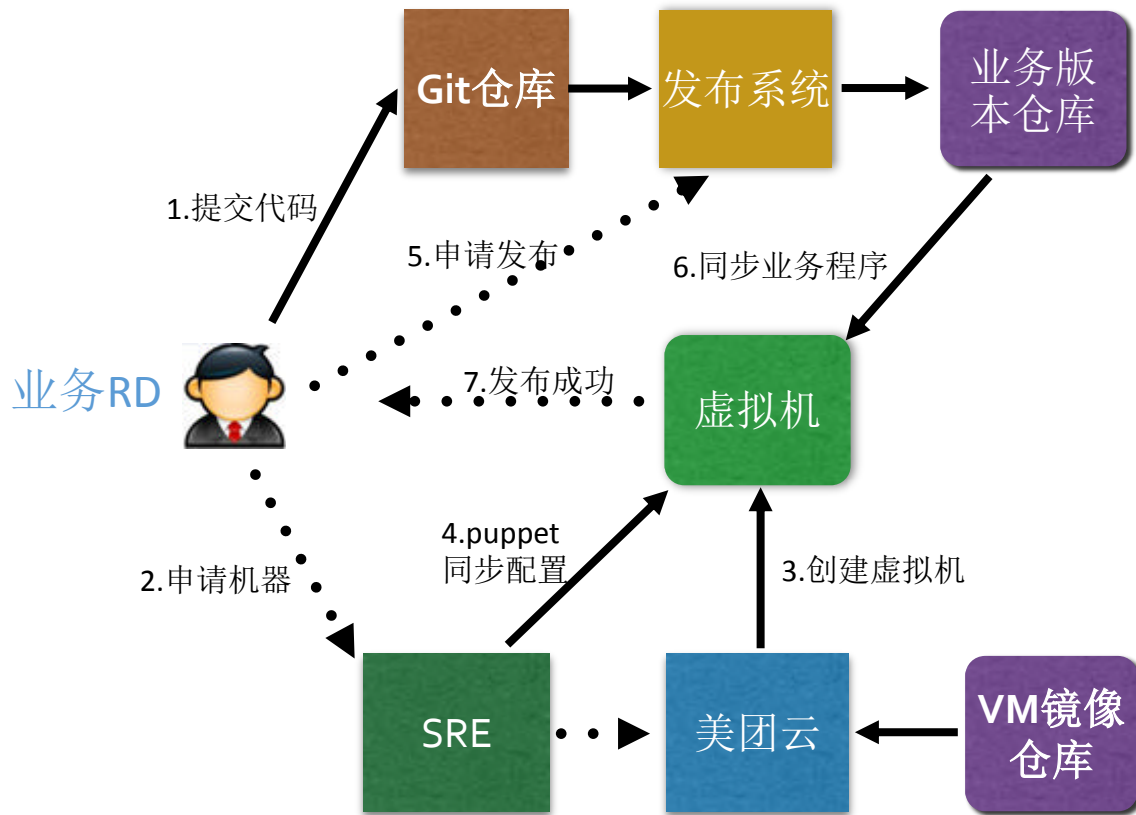 Git仓库
发布系统
业务版
本仓库
1.提交代码
5.申请发布
6.同步业务程序
业务RD
7.发布成功
虚拟机
4.puppet
同步配置
2.申请机器
3.创建虚拟机
SRE
美团云
VM镜像
仓库